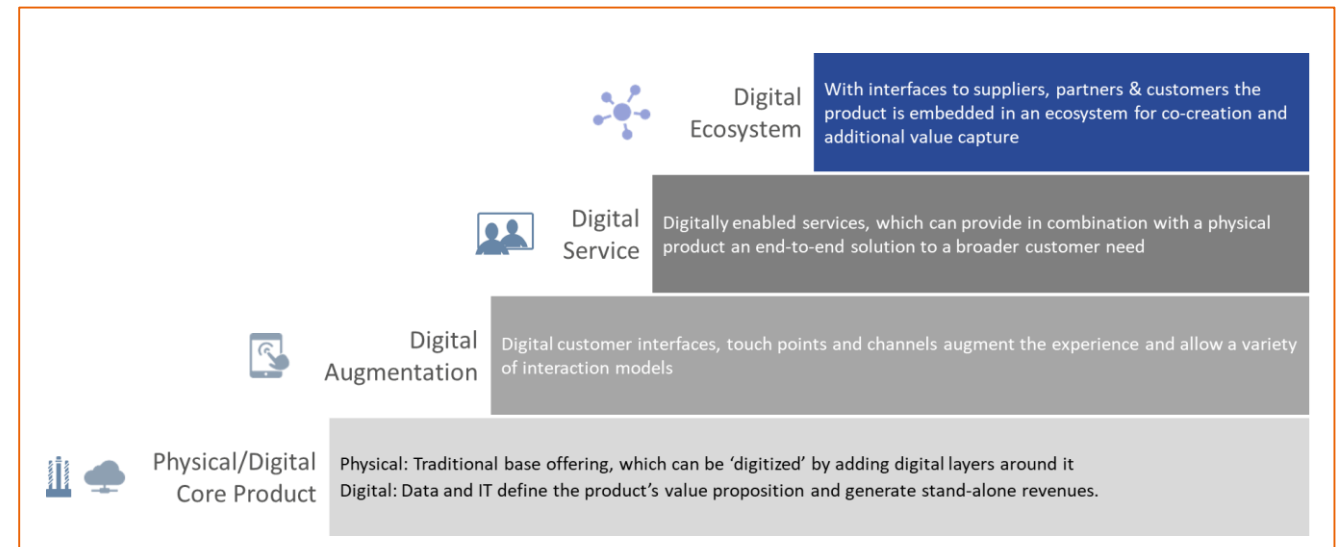 Digital
Ecosystem
With interfaces to suppliers, partners & customers the
product is embedded in an ecosystem for co-creation and
additional value capture
Digital
Service
Digitally enabled services, which can provide in combination with a physical
product an end-to-end solution to a broader customer need
Digital
Augmentation
Digital customer interfaces, touch points and channels augment the experience and allow a variety
of interaction models
Physical/Digital
Core Product
Physical: Traditional base offering, which can be ‘digitized’ by adding digital layers around it
Digital: Data and IT define the product’s value proposition and generate stand-alone revenues.